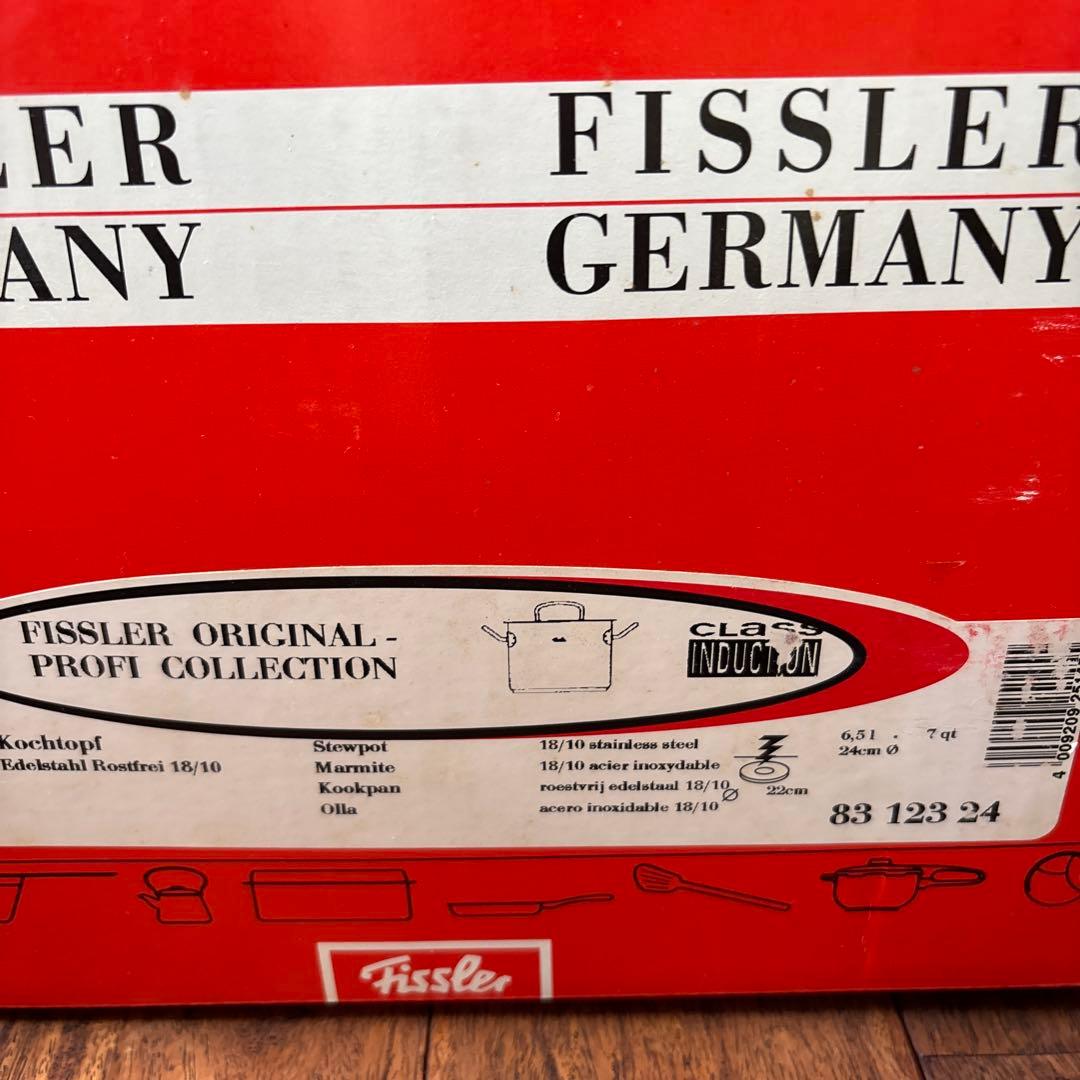 LER
FISSLER
ANY
GERMANY
FISSLER ORIGINAL -
PROFI COLLECTION
CLASS
INDUCTION
Kochtopf
Edelstahl Rostfrei 18/10
Stewpot
Marmite
Kookpan
Olla
18/10 stainless steel
18/10 acier inoxydable
roestvrij edelstaal 18/10
acero inoxidable 18/10
Ø 22cm
6,5 l . 7 qt
24cm Ø
83 123 24
4 009209
Fissler